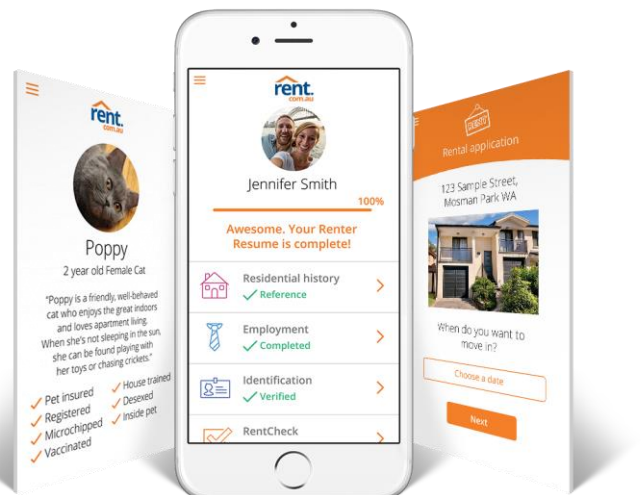 rent.
com.au
Poppy
2 year old Female Cat
“Poppy is a friendly, well-behaved
cat who enjoys the great indoors
and loves apartment living.
When she's not sleeping in the sun,
she can be found playing with
her toys or chasing crickets.”
✓ Pet insured
✓ Registered
✓ Microchipped
✓ Vaccinated
✓ House trained
✓ Desexed
✓ Inside pet
rent.
com.au
Jennifer Smith
100%
Awesome. Your Renter
Resume is complete!
Residential history
✓ Reference
Employment
✓ Completed
Identification
✓ Verified
RentCheck
Rental application
123 Sample Street,
Mosman Park WA
When do you want to
move in?
Choose a date
Next